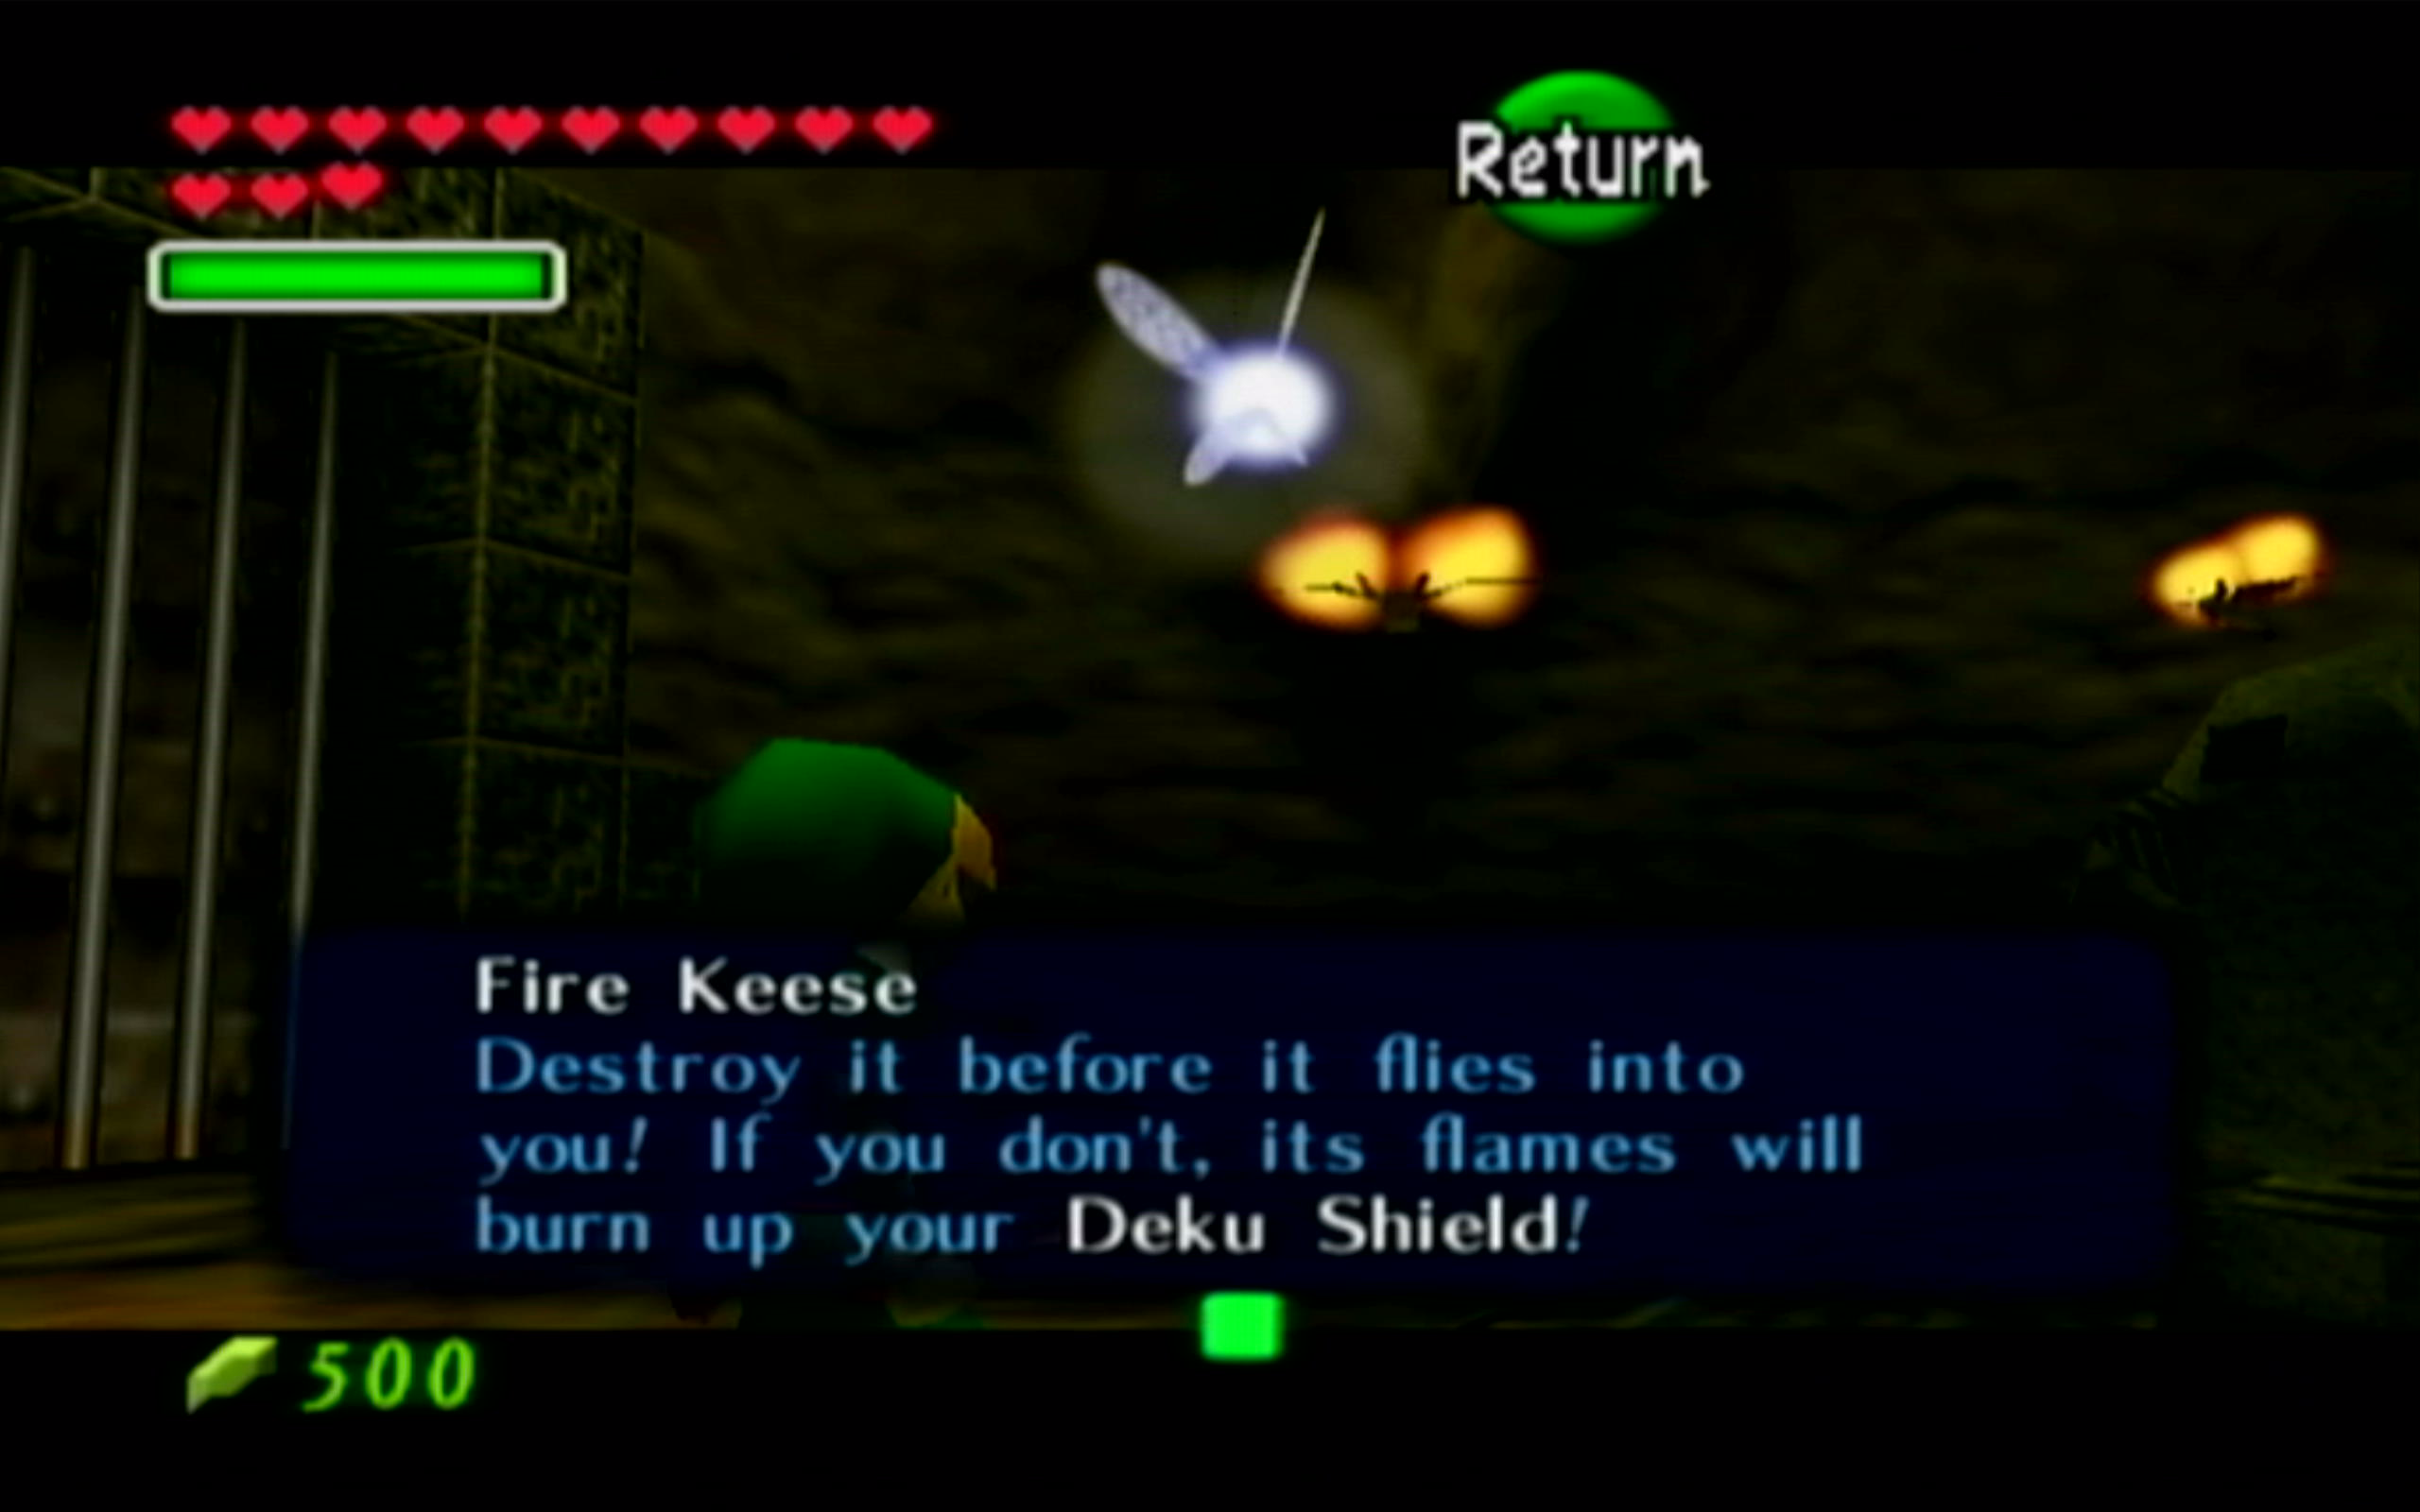 Return
Fire Keese
Destroy it before it flies into
you! If you don't, its flames will
burn up your Deku Shield!
500